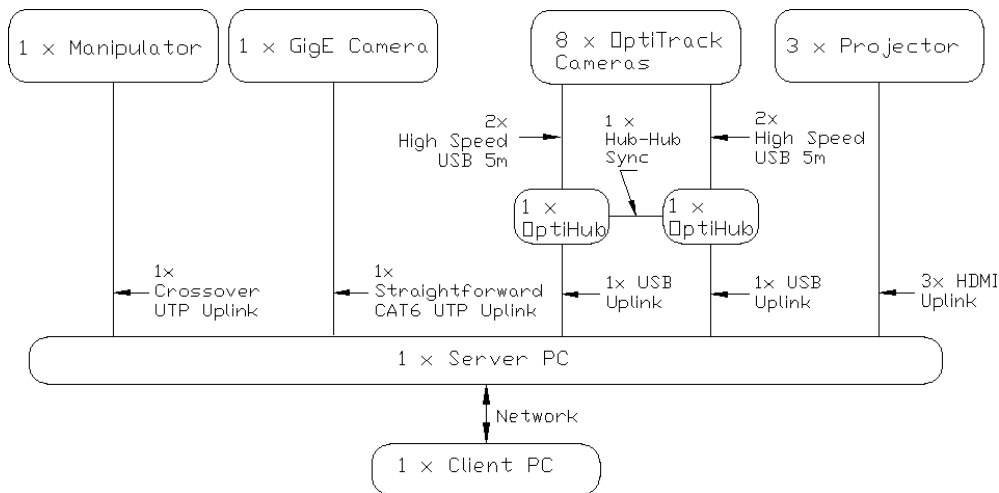 1 x Manipulator
1 x GigE Camera
8 x OptiTrack
Cameras
3 x Projector
2x
High Speed
USB 5m
1 x
Hub-Hub
Sync
2x
High Speed
USB 5m
1 x
OptiHub
1 x
OptiHub
1x
Crossover
UTP Uplink
1x
Straightforward
CAT6 UTP Uplink
1x USB
Uplink
1x USB
Uplink
3x HDMI
Uplink
1 x Server PC
Network
1 x Client PC